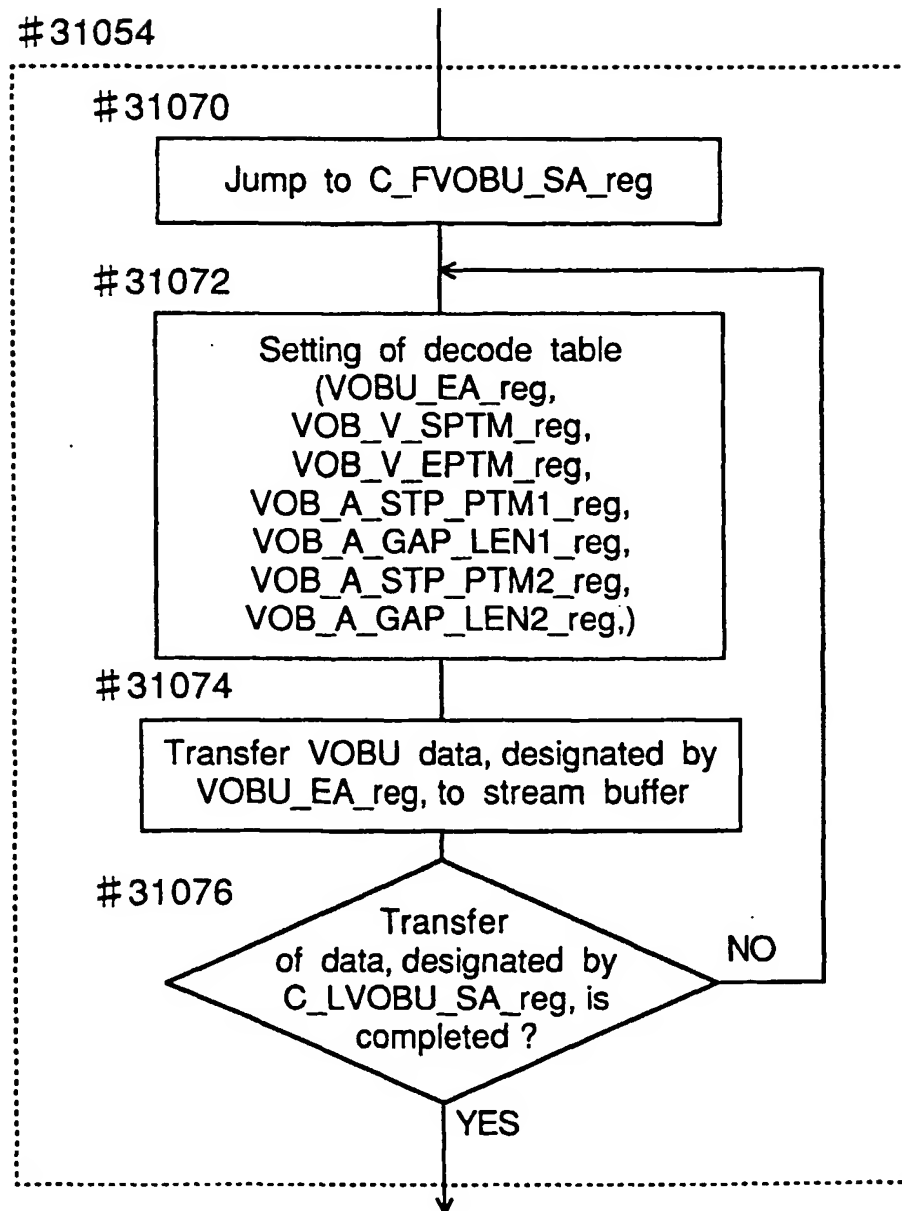 #31054
#31070
Jump to C_FVOBU_SA_reg
#31072
Setting of decode table
(VOBU_EA_reg,
VOB_V_SPTM_reg,
VOB_V_EPTM_reg,
VOB_A_STP_PTM1_reg,
VOB_A_GAP_LEN1_reg,
VOB_A_STP_PTM2_reg,
VOB_A_GAP_LEN2_reg,)
#31074
Transfer VOBU data, designated by
VOBU_EA_reg, to stream buffer
#31076
Transfer
of data, designated by
C_LVOBU_SA_reg, is
completed ?
NO
YES